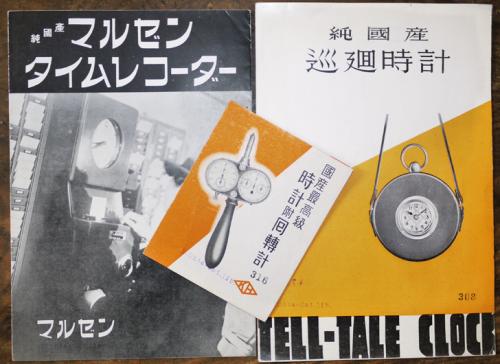 純國産
マルゼン
タイムレコーダー
マルゼン
國産最高級
時計附回轉計
316
純國産
巡廻時計
308
TELL-TALE CLOCK